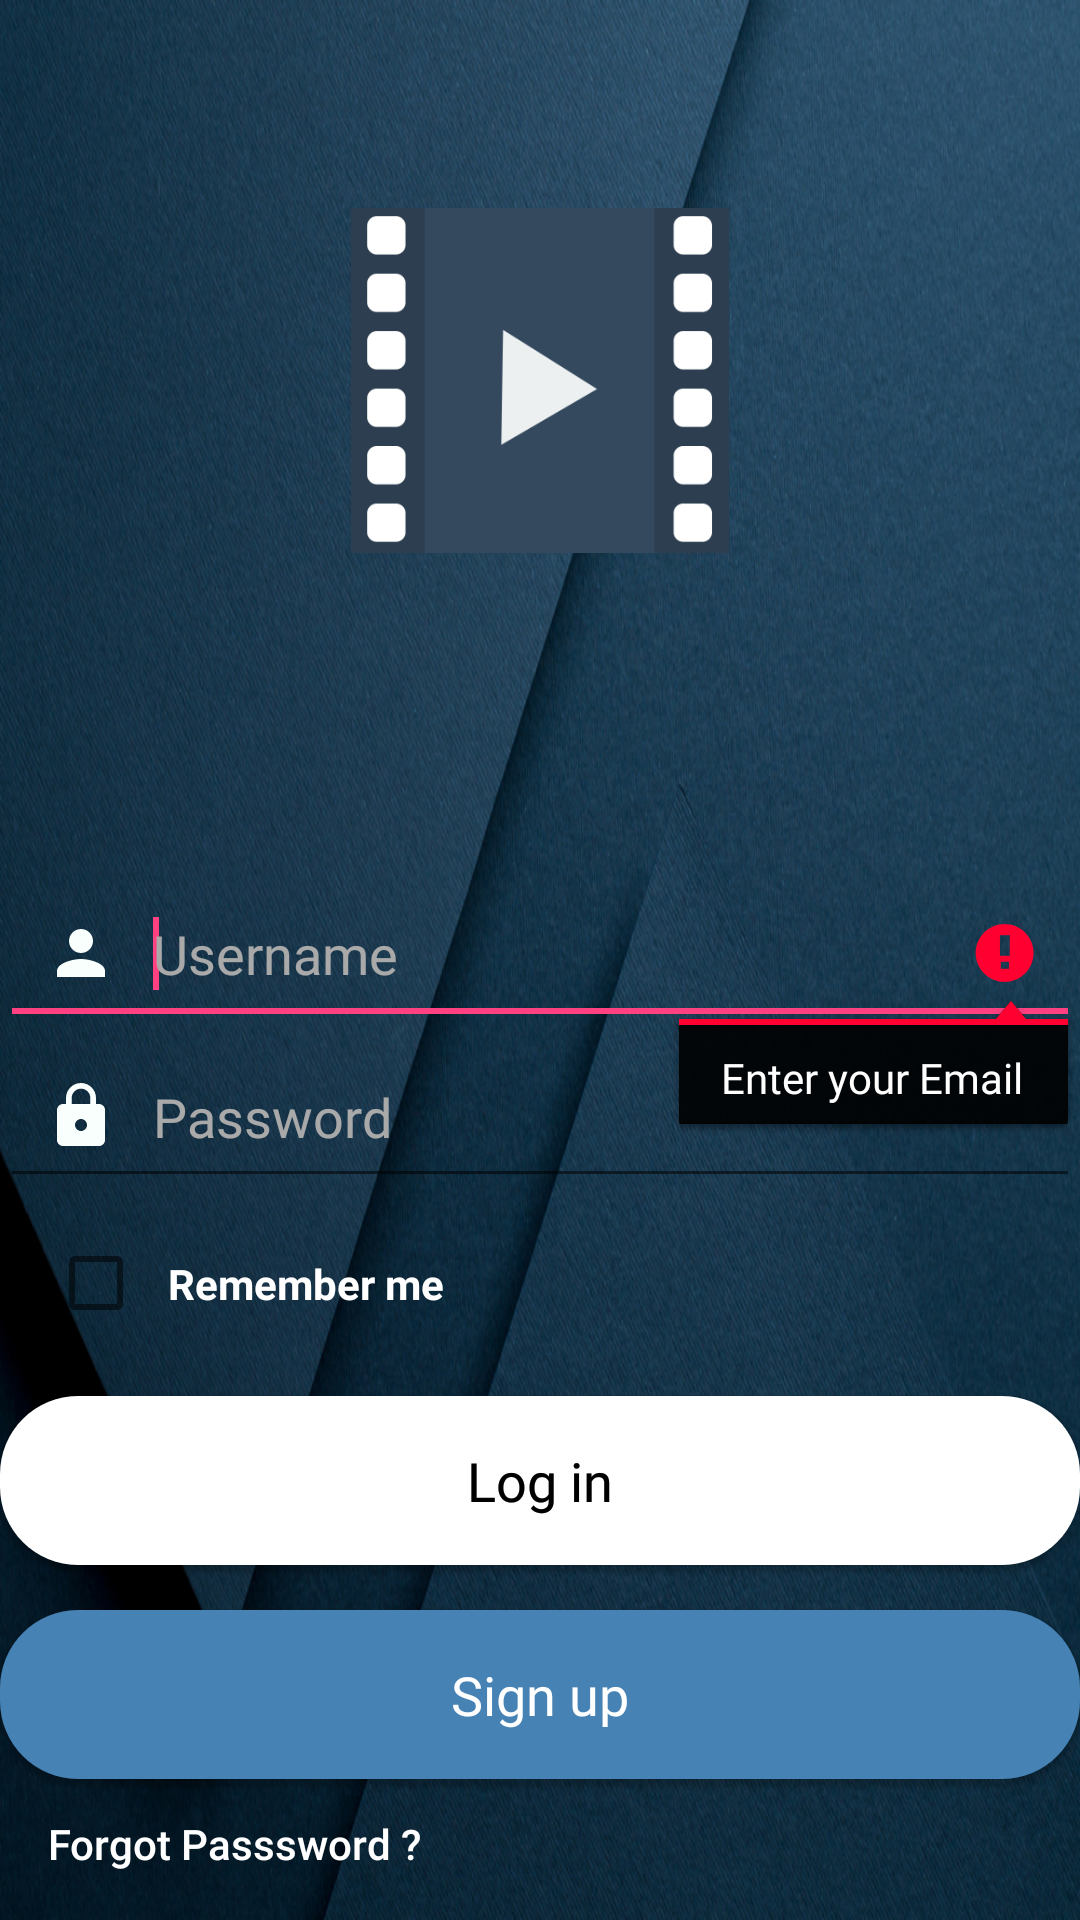 Username
Enter your Email
Password
Remember me
Log in
Sign up
Forgot Passsword ?